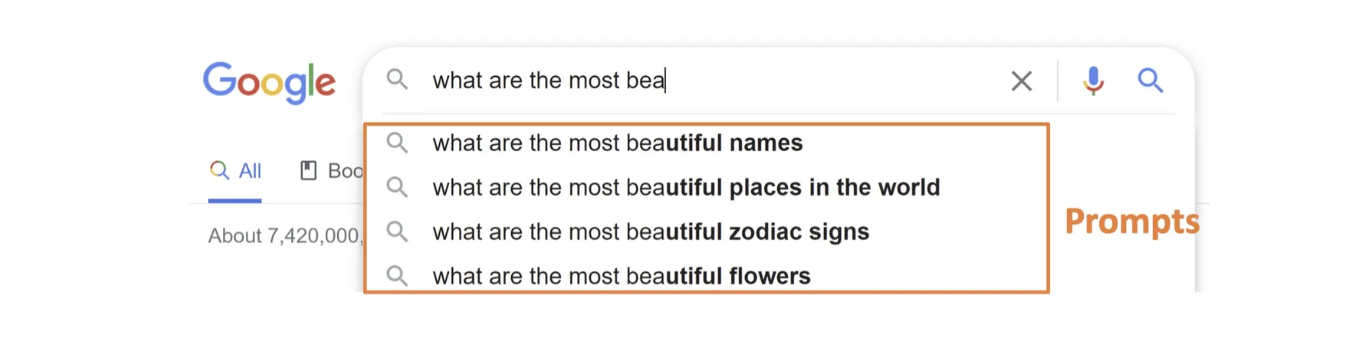 Google
what are the most bea
what are the most beautiful names
what are the most beautiful places in the world
what are the most beautiful zodiac signs
what are the most beautiful flowers
All
Boo
About 7,420,000,
Prompts